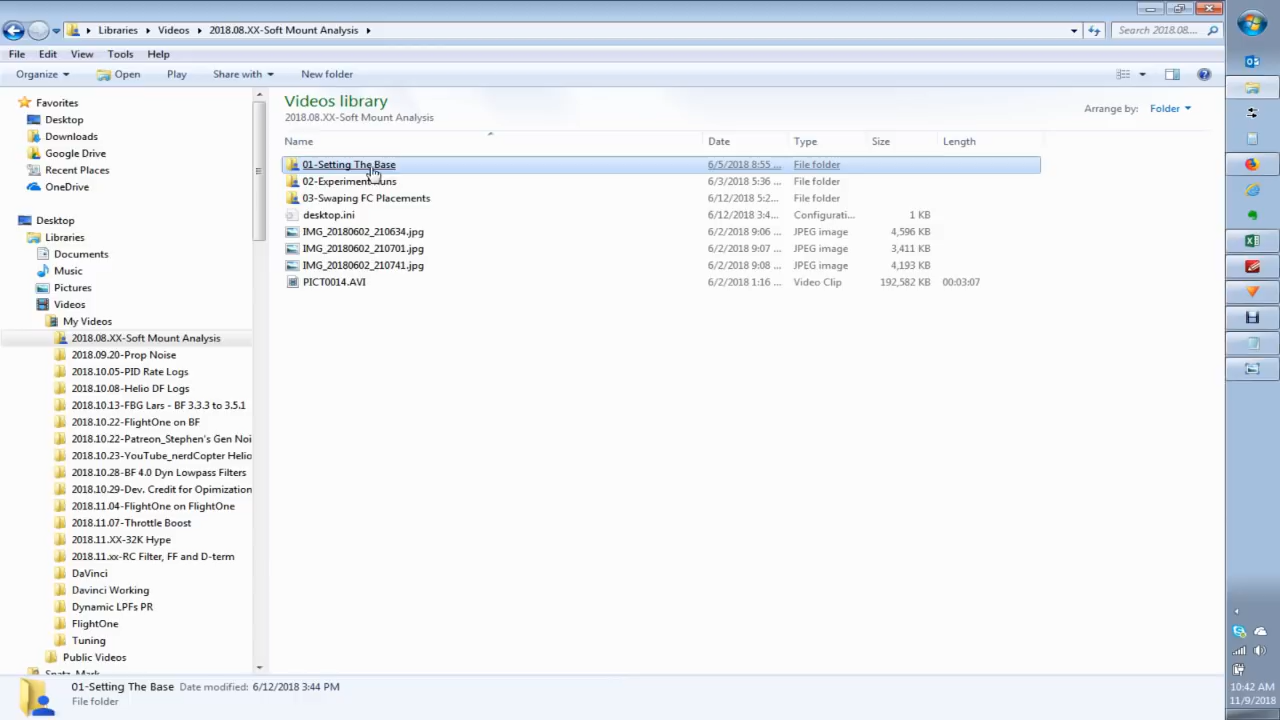 Libraries Videos 2018.08.XX-Soft Mount Analysis
Search 2018.08....
File Edit View Tools Help
Organize Open Play Share with New folder
Favorites
Desktop
Downloads
Google Drive
Recent Places
OneDrive
Desktop
Libraries
Documents
Music
Pictures
Videos
My Videos
2018.08.XX-Soft Mount Analysis
2018.09.20-Prop Noise
2018.10.05-PID Rate Logs
2018.10.08-Helio DF Logs
2018.10.13-FBG Lars - BF 3.3.3 to 3.5.1
2018.10.22-FlightOne on BF
2018.10.22-Patreon_Stephen's Gen Noi
2018.10.23-YouTube_nerdCopter Helio
2018.10.28-BF 4.0 Dyn Lowpass Filters
2018.10.29-Dev. Credit for Opimization
2018.11.04-FlightOne on FlightOne
2018.11.07-Throttle Boost
2018.11.XX-32K Hype
2018.11.xx-RC Filter, FF and D-term
DaVinci
Davinci Working
Dynamic LPFs PR
FlightOne
Tuning
Public Videos
Videos library
2018.08.XX-Soft Mount Analysis
Arrange by: Folder
Name Date Type Size Length
01-Setting The Base 6/5/2018 8:55 ... File folder
02-Experiment Runs 6/3/2018 5:36 ... File folder
03-Swaping FC Placements 6/12/2018 5:2... File folder
desktop.ini 6/12/2018 3:4... Configurati... 1 KB
IMG_20180602_210634.jpg 6/2/2018 9:06 ... JPEG image 4,596 KB
IMG_20180602_210701.jpg 6/2/2018 9:07 ... JPEG image 3,411 KB
IMG_20180602_210741.jpg 6/2/2018 9:08 ... JPEG image 4,193 KB
PICT0014.AVI 6/2/2018 1:16 ... Video Clip 192,582 KB 00:03:07
01-Setting The Base Date modified: 6/12/2018 3:44 PM
File folder
10:42 AM
11/9/2018